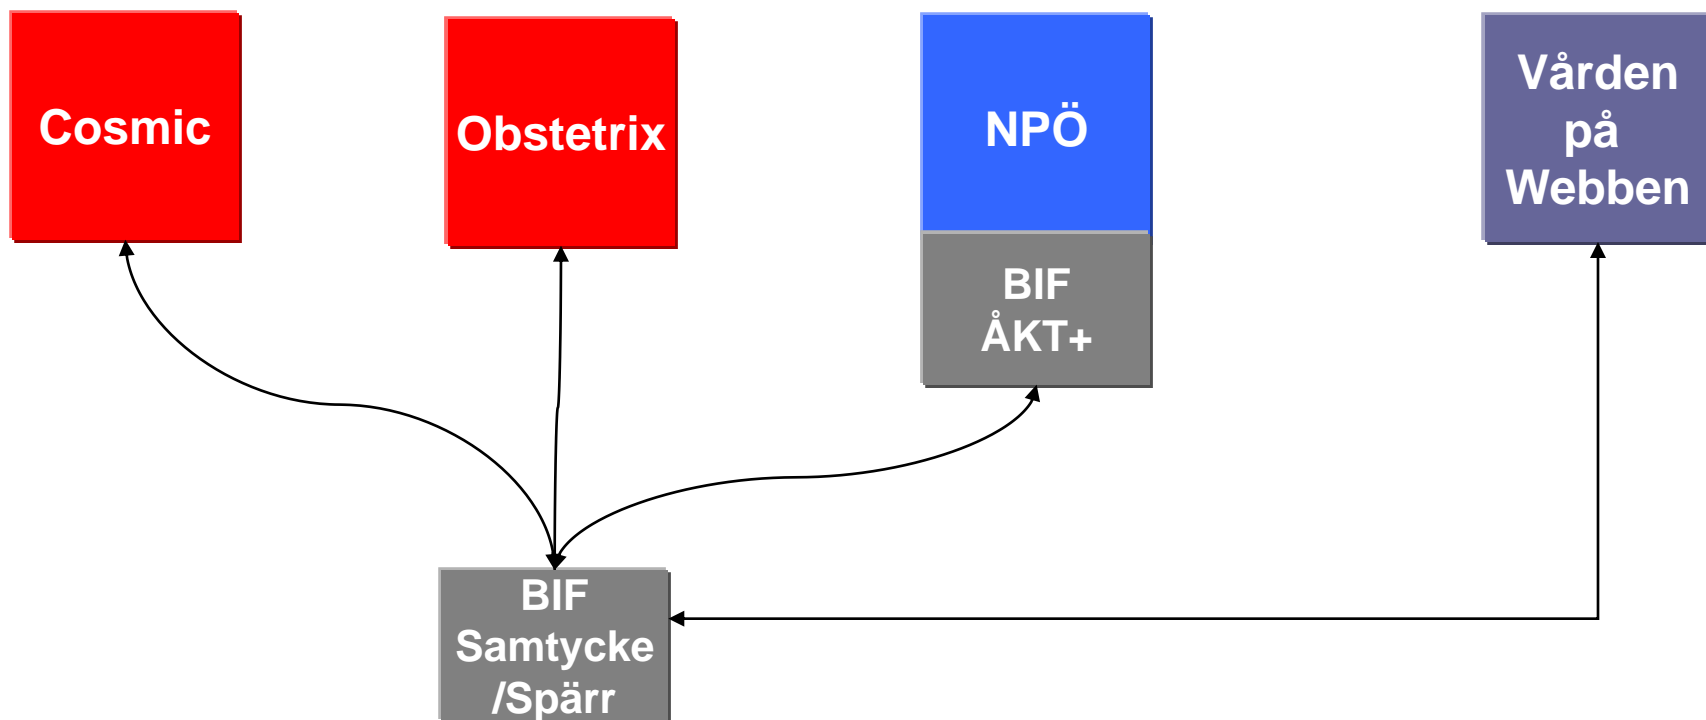 Cosmic
Obstetrix
NPÖ
BIF
ÅKT+
Vården
på
Webben
BIF
Samtycke
/Spärr